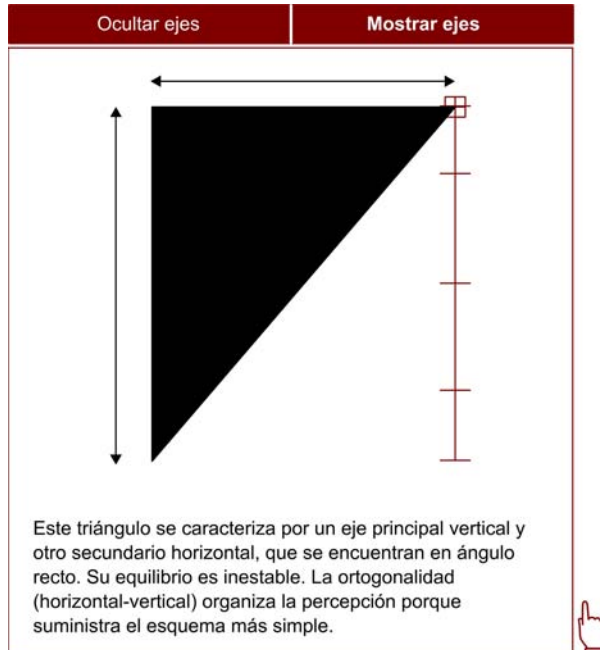 Ocultar ejes
Mostrar ejes
Este triángulo se caracteriza por un eje principal vertical y
otro secundario horizontal, que se encuentran en ángulo
recto. Su equilibrio es inestable. La ortogonalidad
(horizontal-vertical) organiza la percepción porque
suministra el esquema más simple.